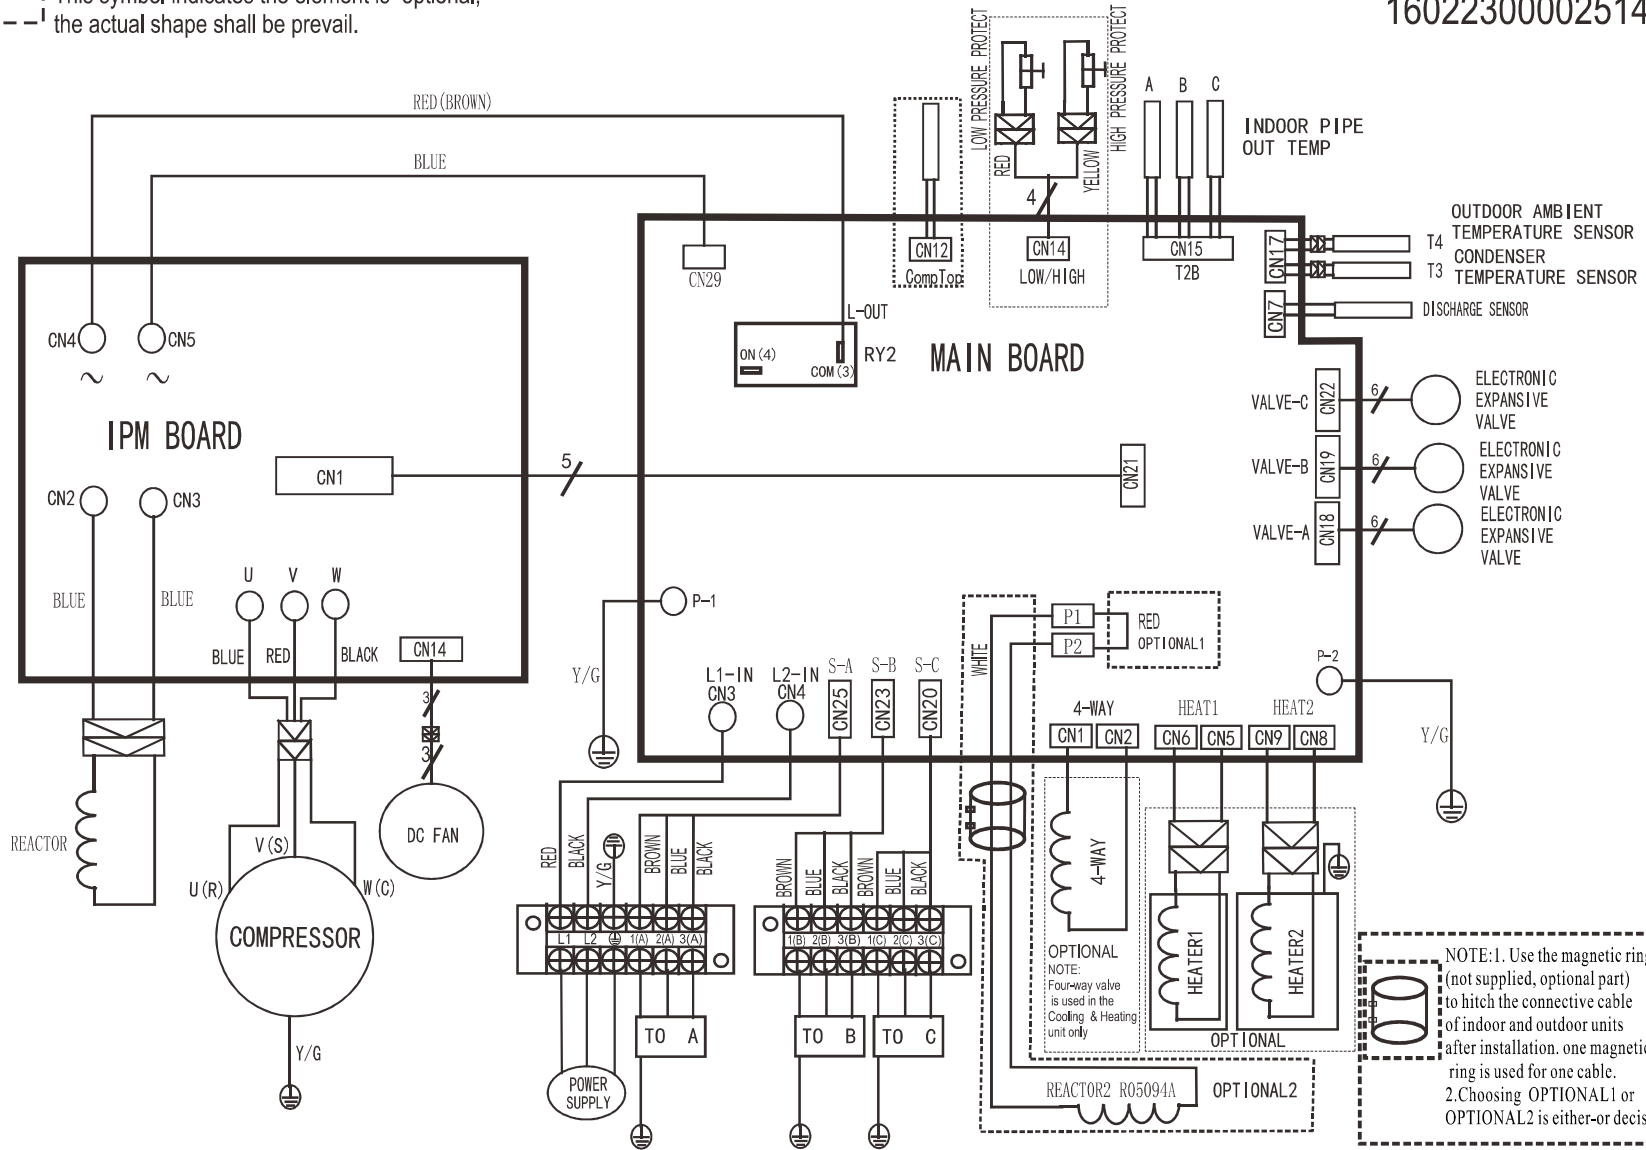 This symbol indicates the element is optional,
the actual shape shall be prevail.
16022300002514
RED(BROWN)
BLUE
LOW PRESSURE PROTECT
HIGH PRESSURE PROTECT
RED
YELLOW
4
A B C
INDOOR PIPE
OUT TEMP
CN29
CN12
CompTop
CN14
LOW/HIGH
CN15
T2B
CN17
T4
OUTDOOR AMBIENT
TEMPERATURE SENSOR
T3
CONDENSER
TEMPERATURE SENSOR
CN7
DISCHARGE SENSOR
CN4
CN5
IPM BOARD
CN1
5
CN21
L-OUT
ON(4)
COM(3)
RY2
MAIN BOARD
VALVE-C
CN22
6
ELECTRONIC
EXPANSIVE
VALVE
VALVE-B
CN19
6
ELECTRONIC
EXPANSIVE
VALVE
VALVE-A
CN18
6
ELECTRONIC
EXPANSIVE
VALVE
CN2
CN3
BLUE
BLUE
U V W
BLUE
RED
BLACK
CN14
3
3
DC FAN
REACTOR
V(S)
U(R)
W(C)
COMPRESSOR
Y/G
P-1
Y/G
L1-IN
CN3
L2-IN
CN4
S-A
CN25
S-B
CN23
S-C
CN20
WHITE
P1
P2
RED
OPTIONAL1
P-2
Y/G
4-WAY
CN1
CN2
HEAT1
CN6
CN5
HEAT2
CN9
CN8
RED
BLACK
Y/G
BROWN
BLUE
BLACK
BROWN
BLUE
BLACK
BROWN
BLUE
BLACK
L1 L2 1(A) 2(A) 3(A)
1(B) 2(B) 3(B) 1(C) 2(C) 3(C)
TO A
TO B
TO C
POWER
SUPPLY
4-WAY
OPTIONAL
NOTE:
Four-way valve
is used in the
Cooling & Heating
unit only
HEATER1
HEATER2
OPTIONAL
REACTOR2 R05094A
OPTIONAL2
NOTE:1. Use the magnetic ring
(not supplied, optional part)
to hitch the connective cable
of indoor and outdoor units
after installation. one magnetic
ring is used for one cable.
2.Choosing OPTIONAL1 or
OPTIONAL2 is either-or decis